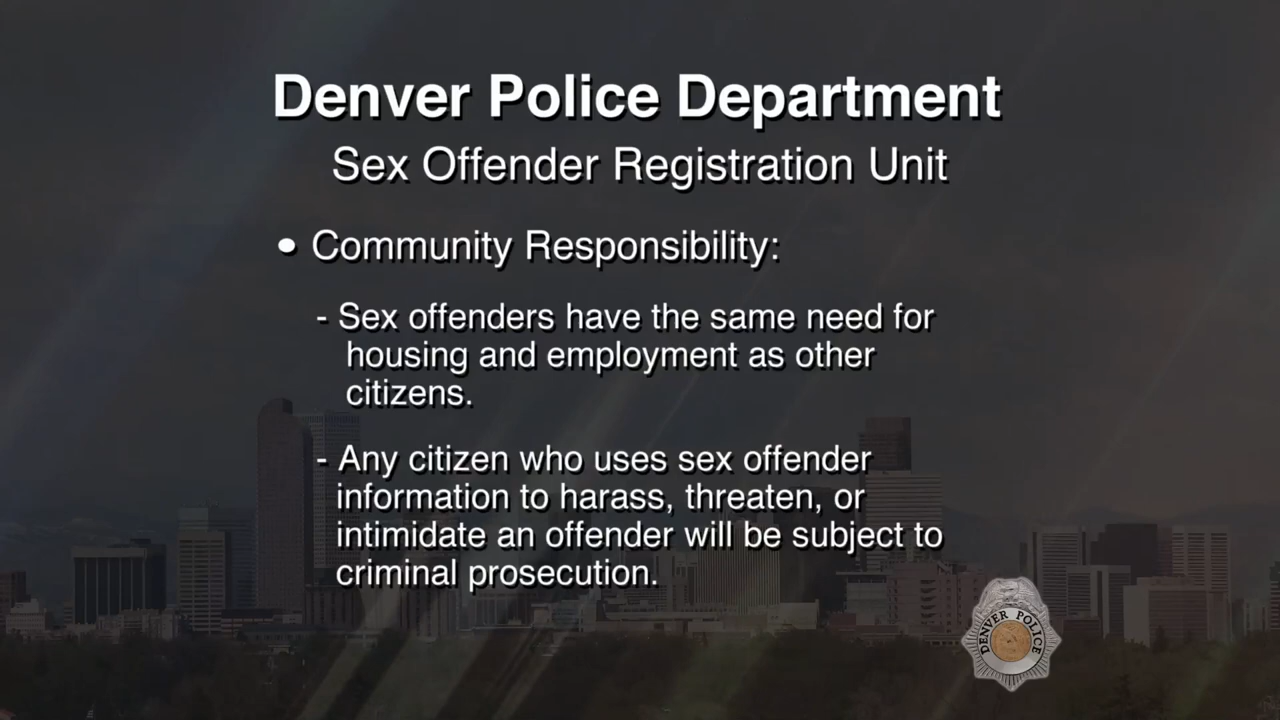 Denver Police Department
Sex Offender Registration Unit
• Community Responsibility:
- Sex offenders have the same need for
housing and employment as other
citizens.
- Any citizen who uses sex offender
information to harass, threaten, or
intimidate an offender will be subject to
criminal prosecution.
DENVER POLICE